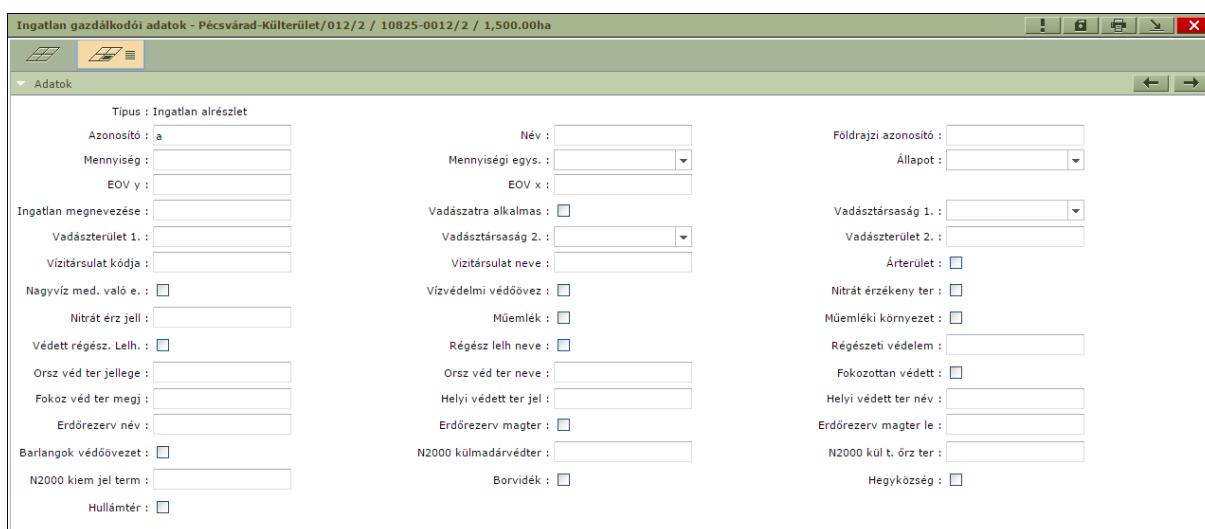 Ingatlan gazdálkodói adatok - Pécsvárad-Külterület/012/2 / 10825-0012/2 / 1,500.00ha
Adatok
Típus : Ingatlan alrészlet
Azonosító : a Név : Földrajzi azonosító :
Mennyiség : Mennyiségi egys. : Állapot :
EOV y : EOV x :
Ingatlan megnevezése : Vadászatra alkalmas : Vadásztársaság 1. :
Vadászterület 1. : Vadásztársaság 2. : Vadászterület 2. :
Vízitársulat kódja : Vizitársulat neve : Árterület :
Nagyvíz med. való e. : Vízvédelmi védőövez : Nitrát érzékeny ter :
Nitrát érz jell : Műemlék : Műemléki környezet :
Védett régész. Lelh. : Régész lelh neve : Régészeti védelem :
Orsz véd ter jellege : Orsz véd ter neve : Fokozottan védett :
Fokoz véd ter megj : Helyi védett ter jel : Helyi védett ter név :
Erdőrezerv név : Erdőrezerv magter : Erdőrezerv magter le :
Barlangok védőövezet : N2000 külmadárvédter : N2000 kül t. őrz ter :
N2000 kiem jel term : Borvidék : Hegyközség :
Hullámtér :